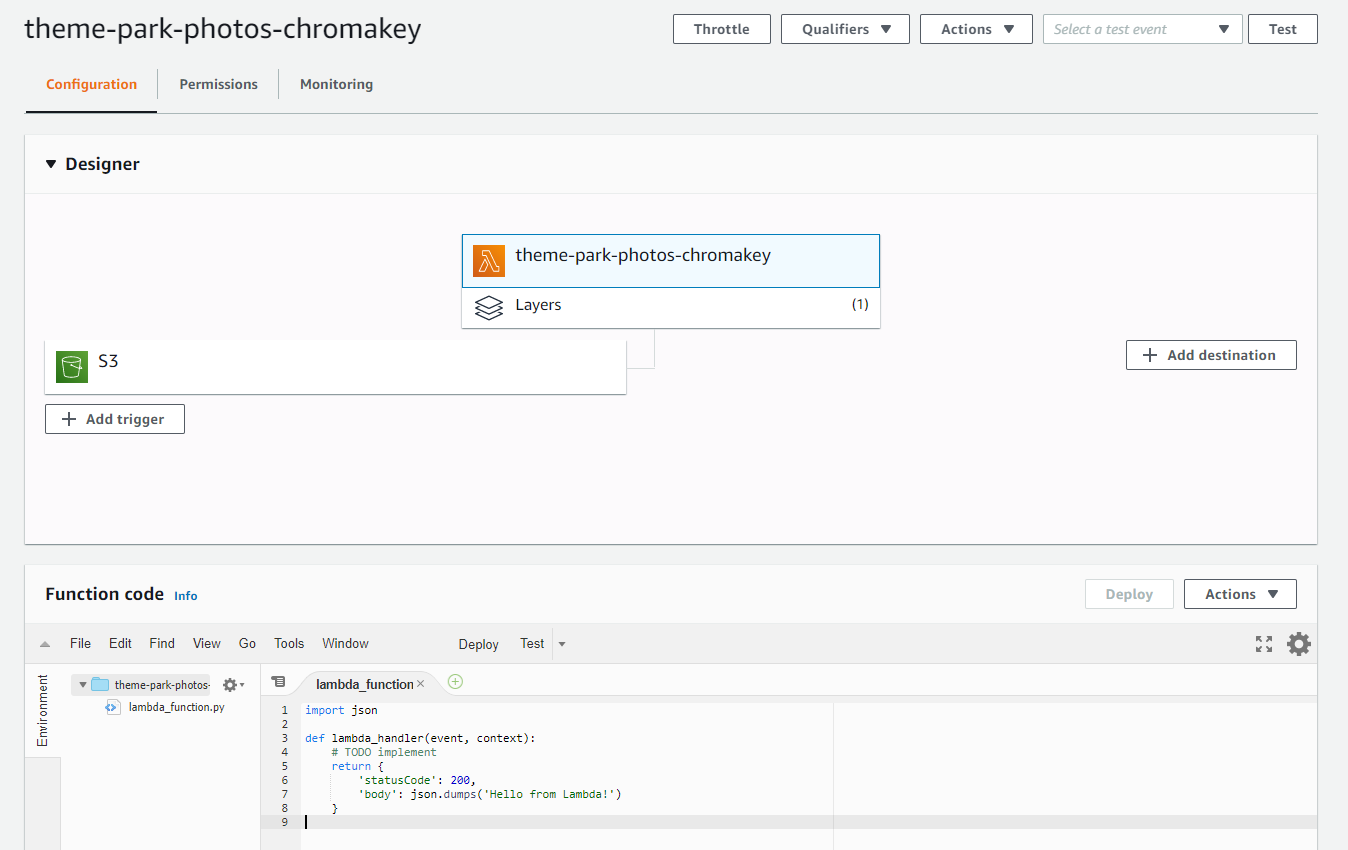 theme-park-photos-chromakey
Throttle
Qualifiers
Actions
Select a test event
Test
Configuration
Permissions
Monitoring
Designer
theme-park-photos-chromakey
Layers
(1)
S3
Add destination
Add trigger
Function code Info
Deploy
Actions
File Edit Find View Go Tools Window Deploy Test
Environment
theme-park-photos-
lambda_function.py
lambda_function
1 import json
2
3 def lambda_handler(event, context):
4 # TODO implement
5 return {
6 'statusCode': 200,
7 'body': json.dumps('Hello from Lambda!')
8 }
9